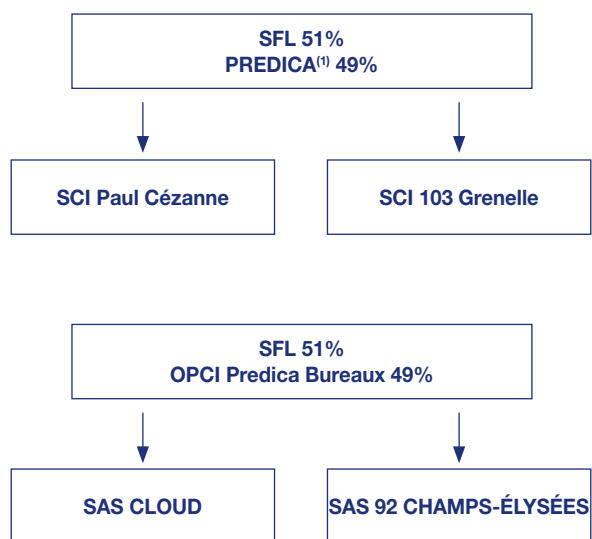 SFL 51%
PREDICA(1) 49%
SCI Paul Cézanne
SCI 103 Grenelle
SFL 51%
OPCI Predica Bureaux 49%
SAS CLOUD
SAS 92 CHAMPS-ÉLYSÉES